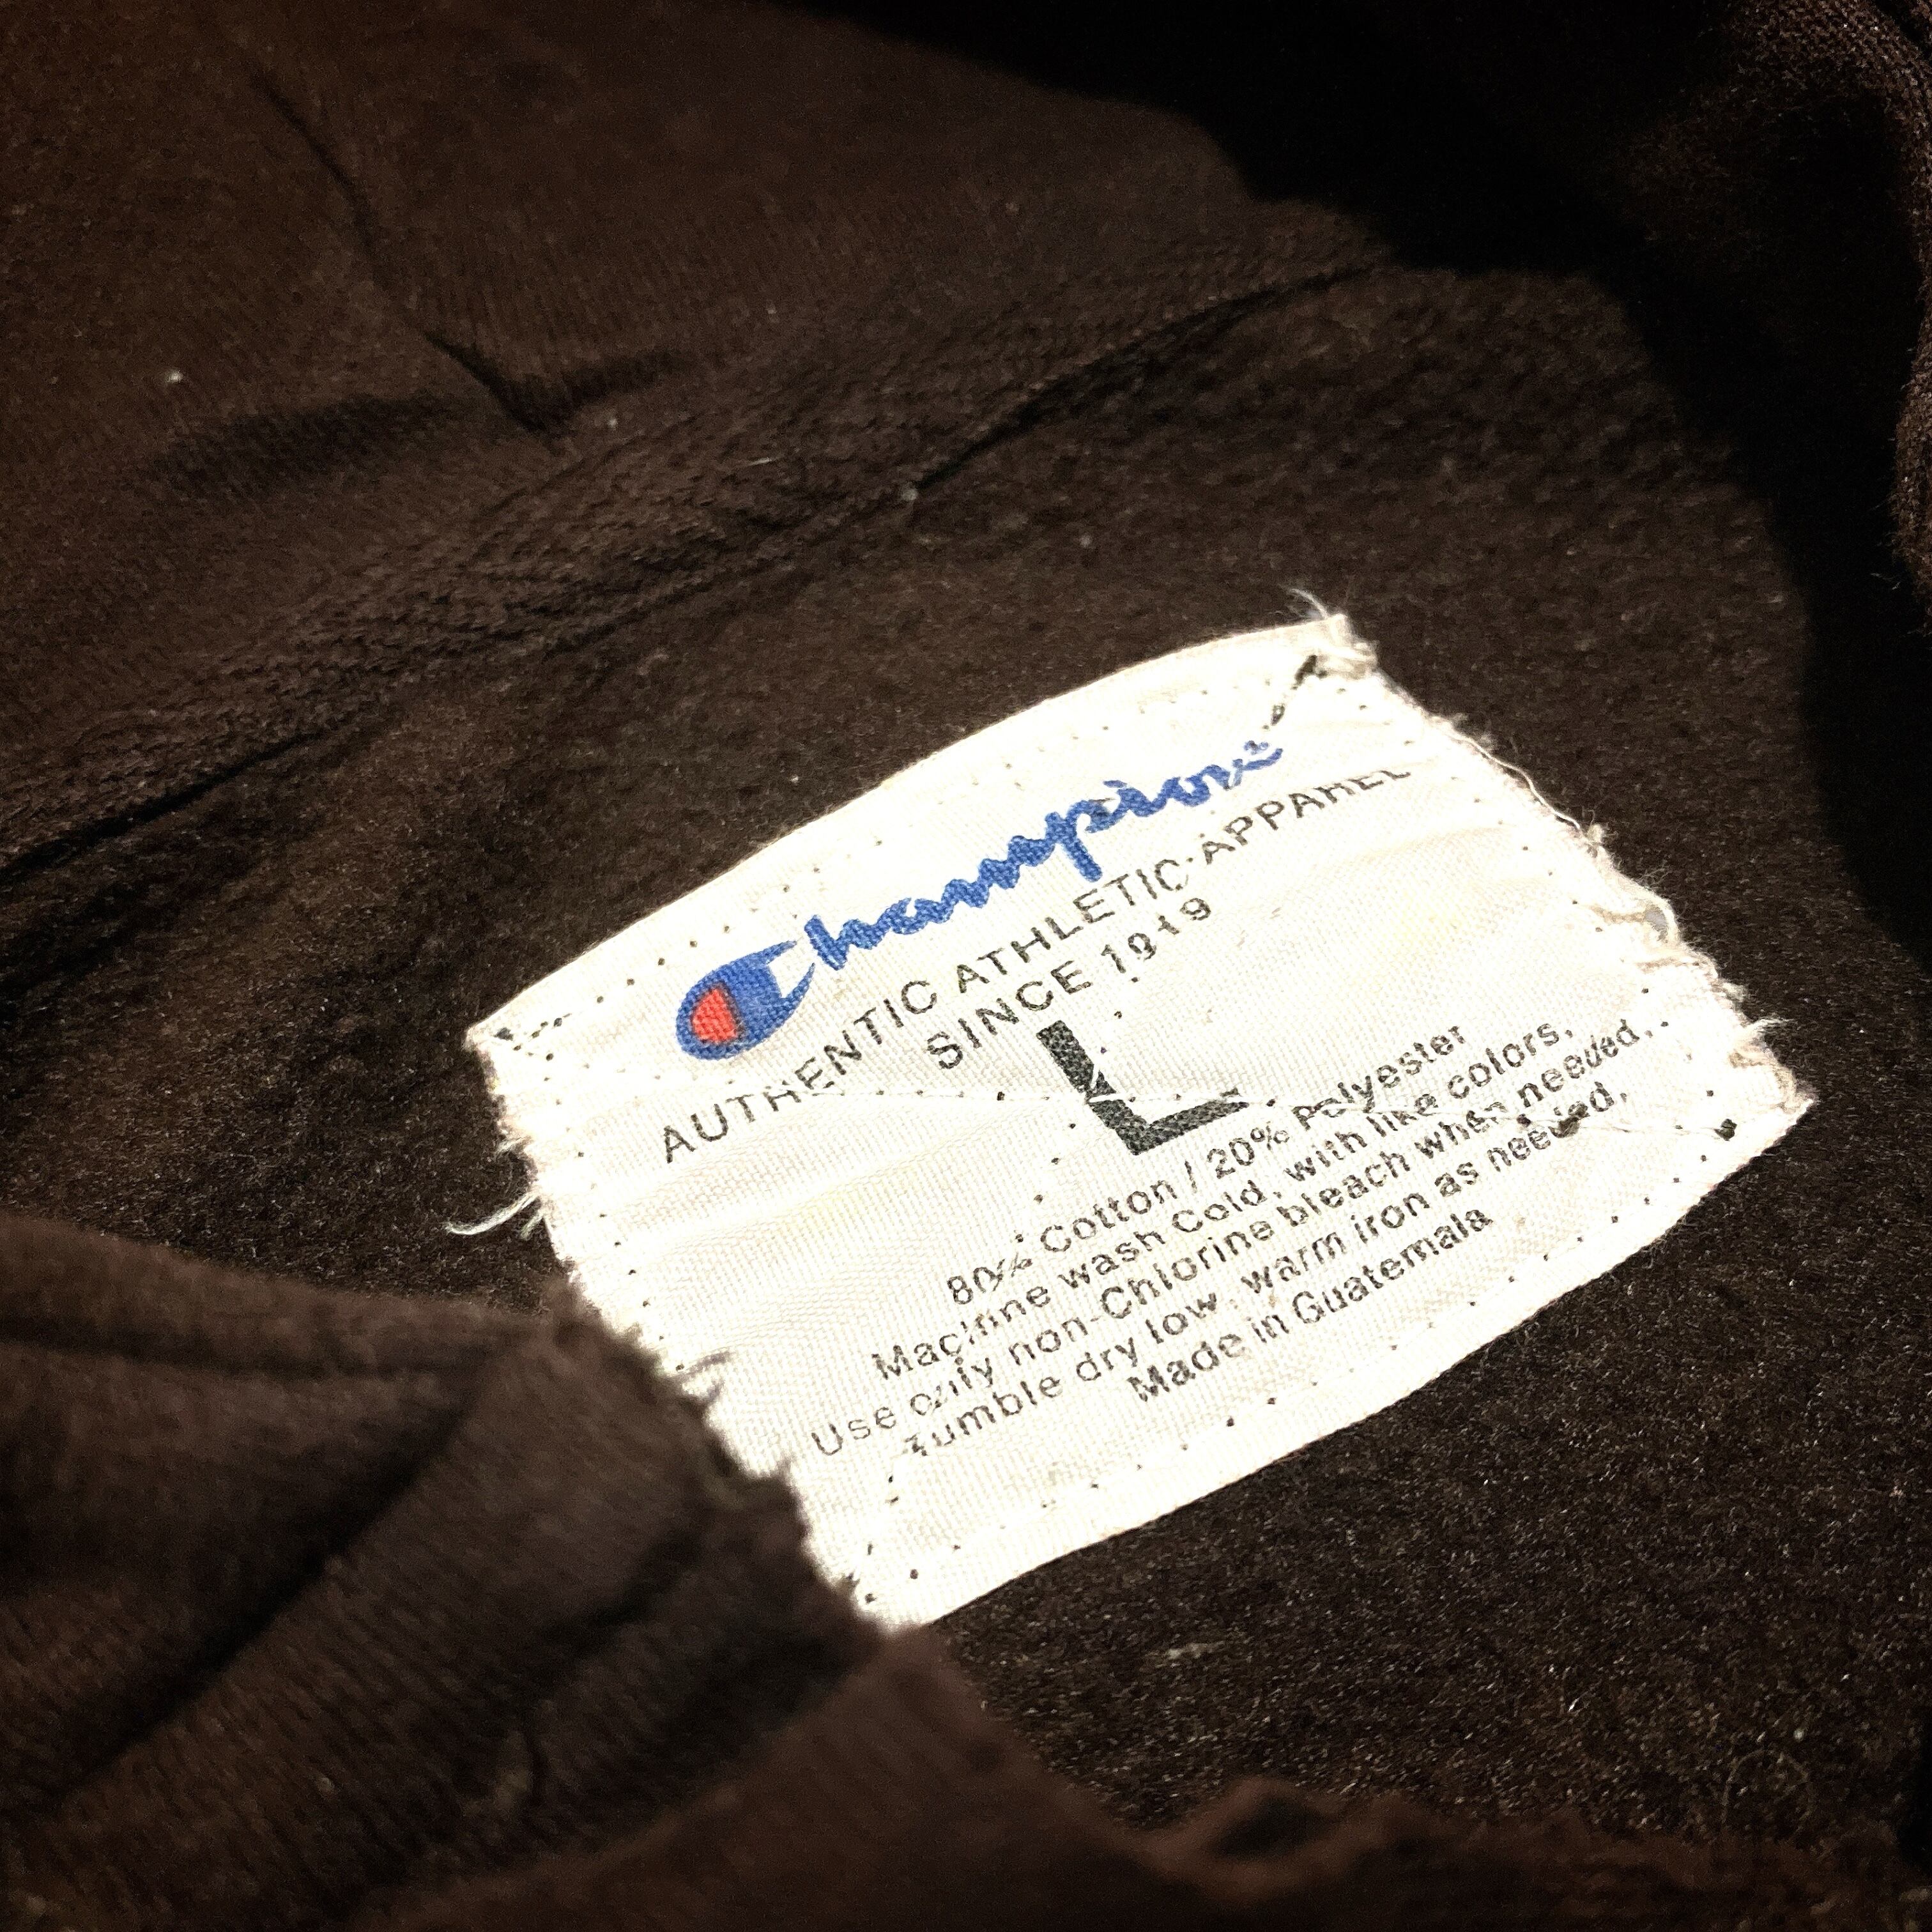 Champion
AUTHENTIC ATHLETIC APPAREL
SINCE 1919
L
80% Cotton / 20% Polyester
Machine wash Cold, with like colors,
Use only non-Chlorine bleach when needed,
Tumble dry low, warm iron as needed,
Made in Guatemala